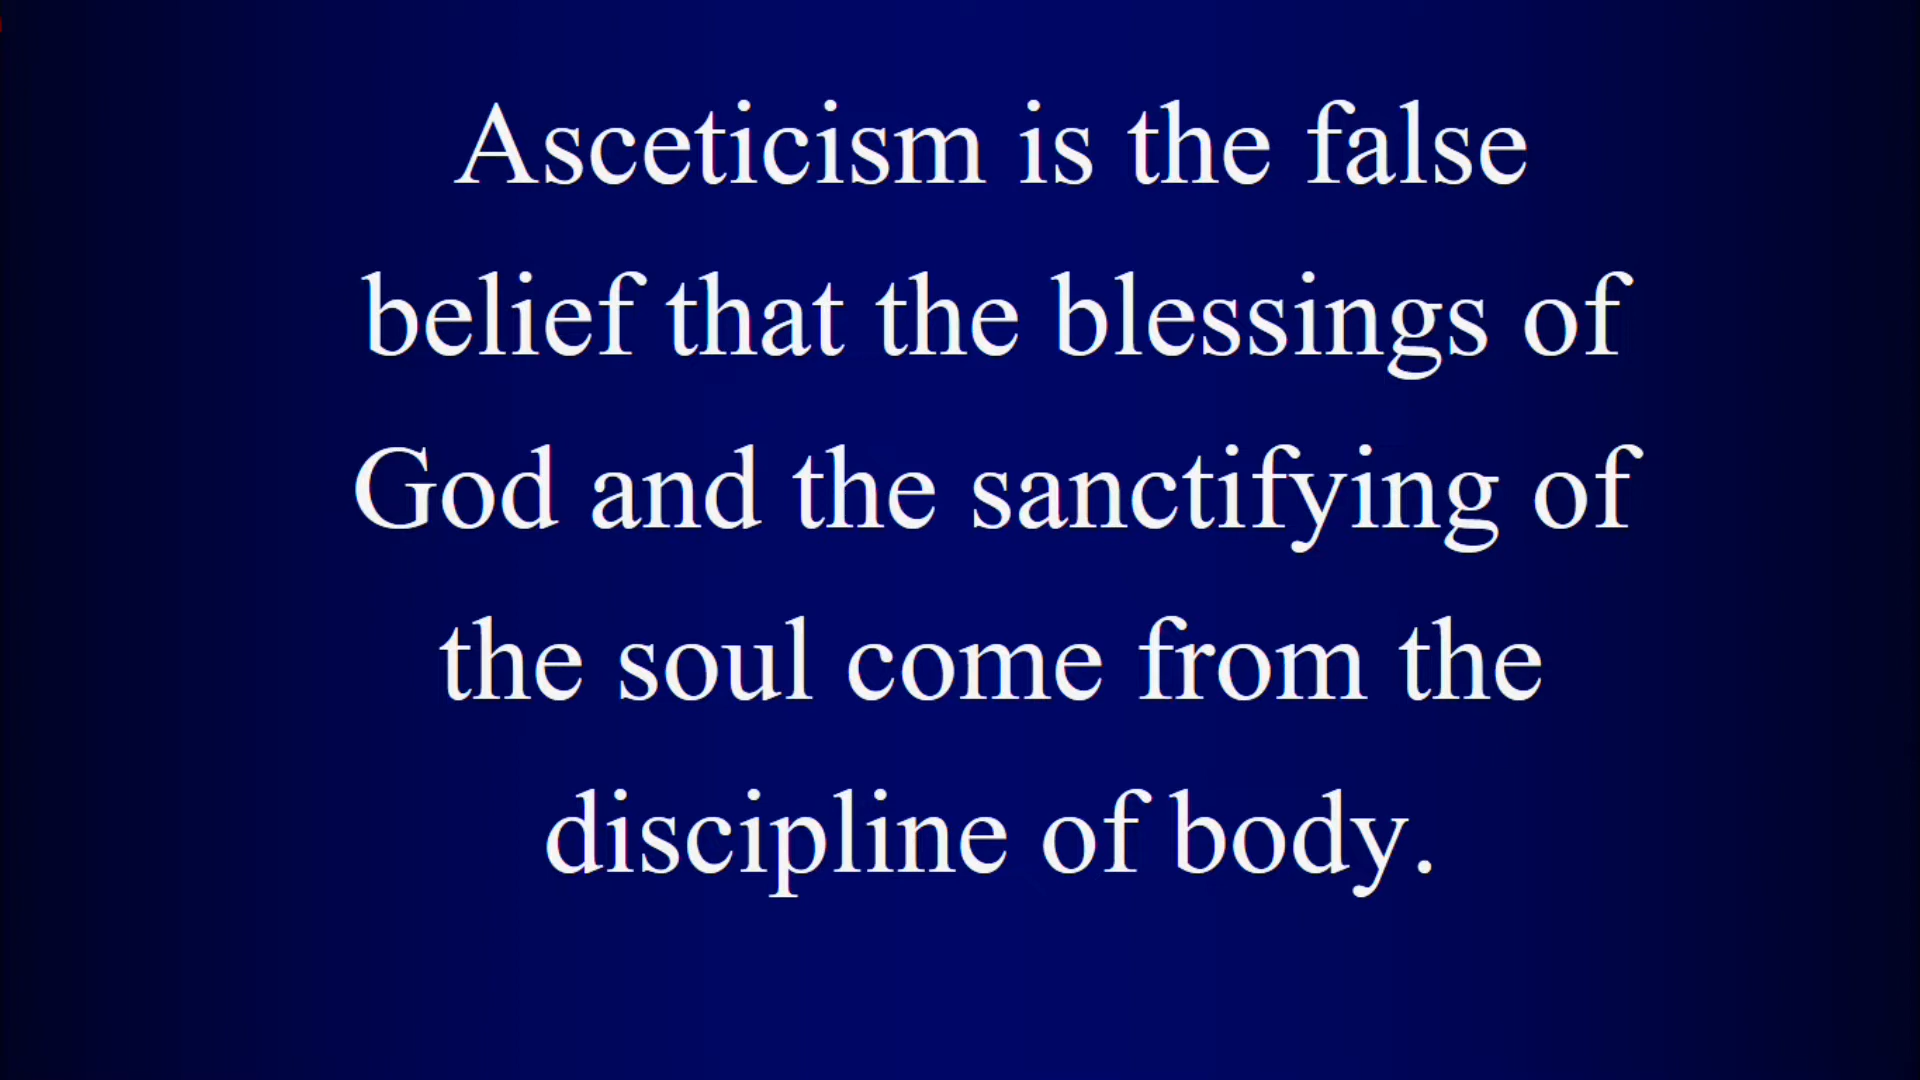 Asceticism is the false
belief that the blessings of
God and the sanctifying of
the soul come from the
discipline of body.